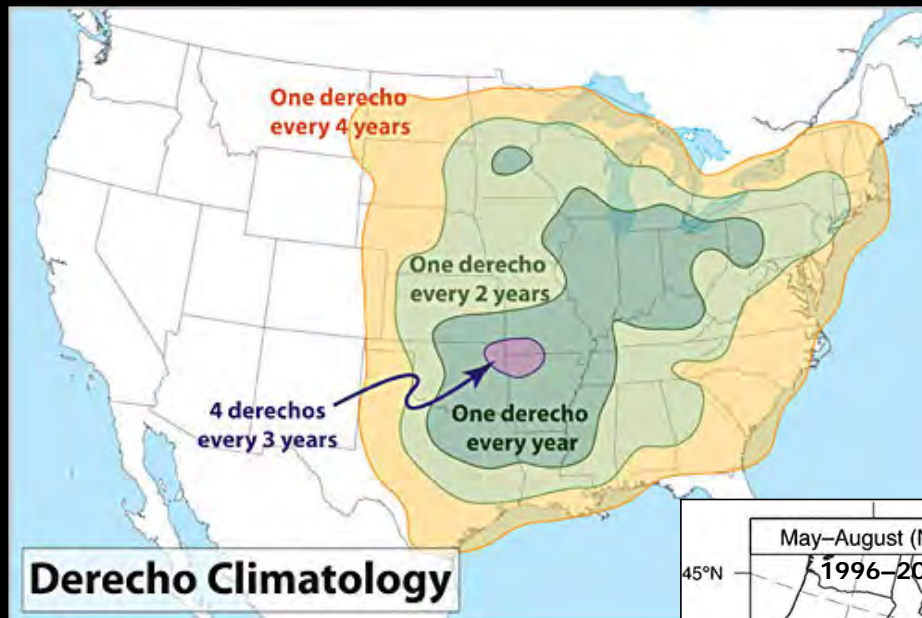 One derecho
every 4 years
One derecho
every 2 years
4 derechos
every 3 years
One derecho
every year
Derecho Climatology
May–August
45°N